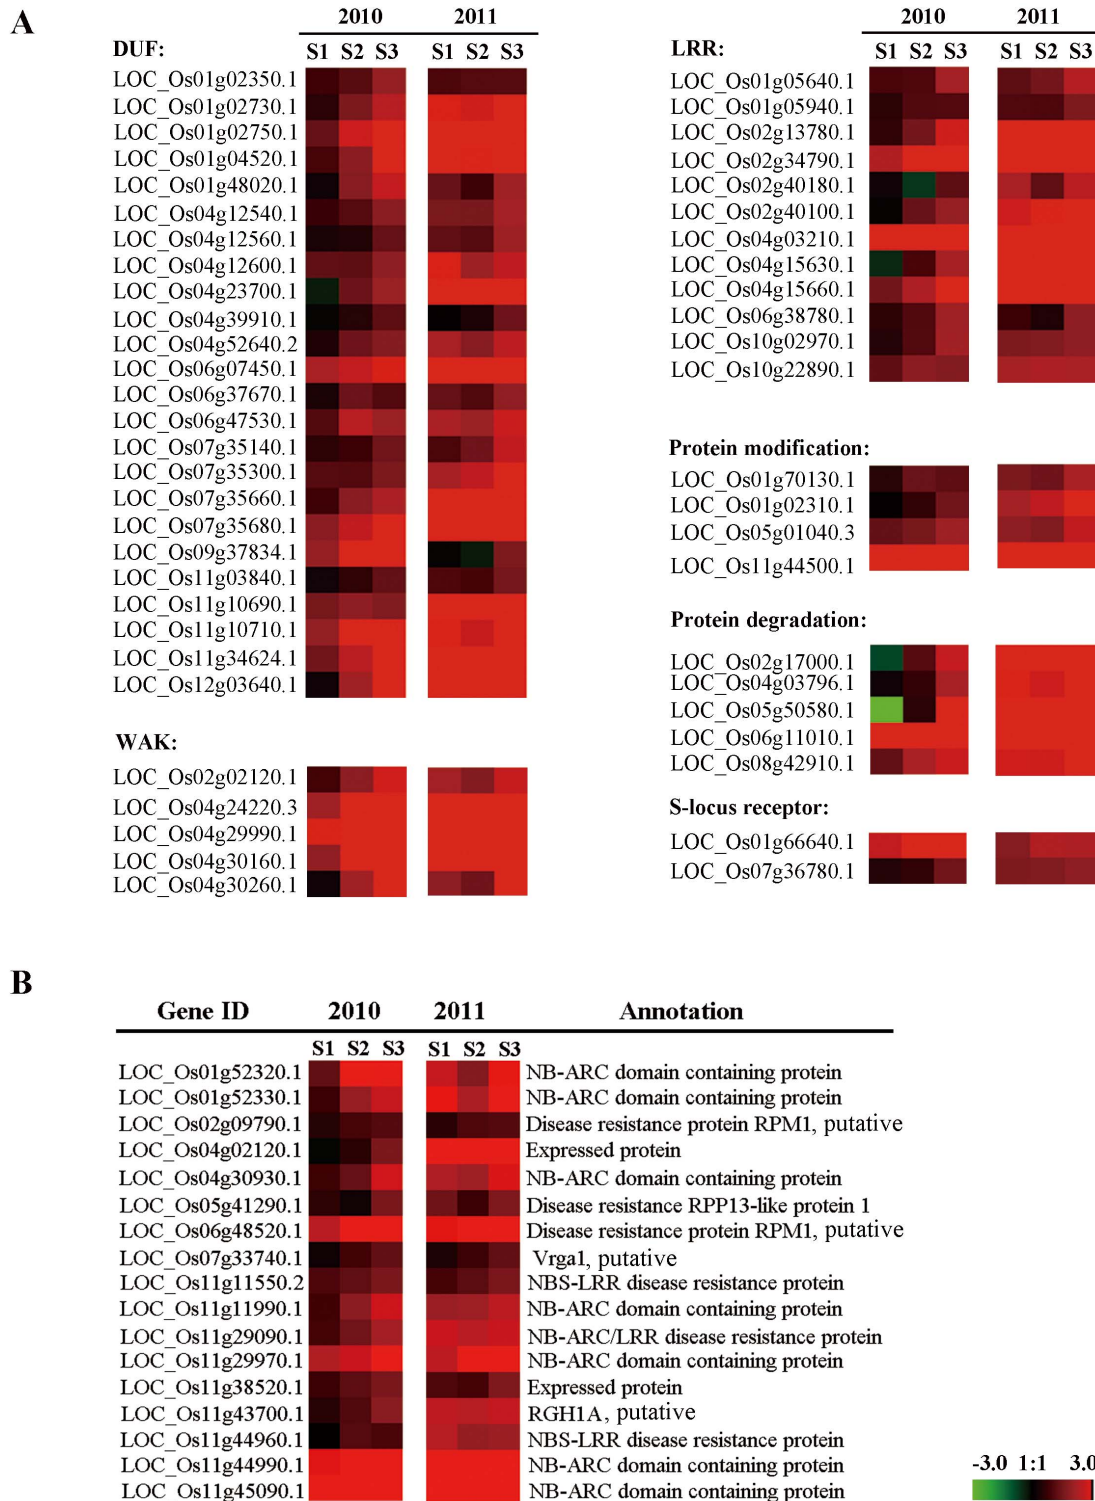 A
2010 2011
DUF: S1 S2 S3 S1 S2 S3
LOC_Os01g02350.1
LOC_Os01g02730.1
LOC_Os01g02750.1
LOC_Os01g04520.1
LOC_Os01g48020.1
LOC_Os04g12540.1
LOC_Os04g12560.1
LOC_Os04g12600.1
LOC_Os04g23700.1
LOC_Os04g39910.1
LOC_Os04g52640.2
LOC_Os06g07450.1
LOC_Os06g37670.1
LOC_Os06g47530.1
LOC_Os07g35140.1
LOC_Os07g35300.1
LOC_Os07g35660.1
LOC_Os07g35680.1
LOC_Os09g37834.1
LOC_Os11g03840.1
LOC_Os11g10690.1
LOC_Os11g10710.1
LOC_Os11g34624.1
LOC_Os12g03640.1
WAK:
LOC_Os02g02120.1
LOC_Os04g24220.3
LOC_Os04g29990.1
LOC_Os04g30160.1
LOC_Os04g30260.1
2010 2011
LRR: S1 S2 S3 S1 S2 S3
LOC_Os01g05640.1
LOC_Os01g05940.1
LOC_Os02g13780.1
LOC_Os02g34790.1
LOC_Os02g40180.1
LOC_Os02g40100.1
LOC_Os04g03210.1
LOC_Os04g15630.1
LOC_Os04g15660.1
LOC_Os06g38780.1
LOC_Os10g02970.1
LOC_Os10g22890.1
Protein modification:
LOC_Os01g70130.1
LOC_Os01g02310.1
LOC_Os05g01040.3
LOC_Os11g44500.1
Protein degradation:
LOC_Os02g17000.1
LOC_Os04g03796.1
LOC_Os05g50580.1
LOC_Os06g11010.1
LOC_Os08g42910.1
S-locus receptor:
LOC_Os01g66640.1
LOC_Os07g36780.1
B
Gene ID 2010 2011 Annotation
S1 S2 S3 S1 S2 S3
LOC_Os01g52320.1 NB-ARC domain containing protein
LOC_Os01g52330.1 NB-ARC domain containing protein
LOC_Os02g09790.1 Disease resistance protein RPM1, putative
LOC_Os04g02120.1 Expressed protein
LOC_Os04g30930.1 NB-ARC domain containing protein
LOC_Os05g41290.1 Disease resistance RPP13-like protein 1
LOC_Os06g48520.1 Disease resistance protein RPM1, putative
LOC_Os07g33740.1 Vrga1, putative
LOC_Os11g11550.2 NBS-LRR disease resistance protein
LOC_Os11g11990.1 NB-ARC domain containing protein
LOC_Os11g29090.1 NB-ARC/LRR disease resistance protein
LOC_Os11g29970.1 NB-ARC domain containing protein
LOC_Os11g38520.1 Expressed protein
LOC_Os11g43700.1 RGH1A, putative
LOC_Os11g44960.1 NBS-LRR disease resistance protein
LOC_Os11g44990.1 NB-ARC domain containing protein
LOC_Os11g45090.1 NB-ARC domain containing protein
-3.0 1:1 3.0